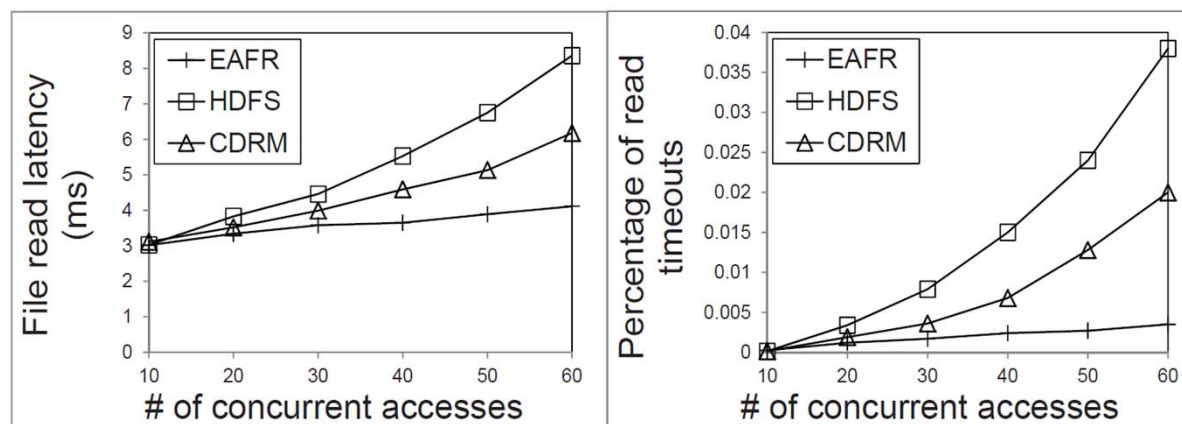 File read latency
(ms)
9
8
7
6
5
4
3
2
1
0
EAFR
HDFS
CDRM
10 20 30 40 50 60
# of concurrent accesses
Percentage of read
timeouts
0.04
0.035
0.03
0.025
0.02
0.015
0.01
0.005
0
EAFR
HDFS
CDRM
10 20 30 40 50 60
# of concurrent accesses